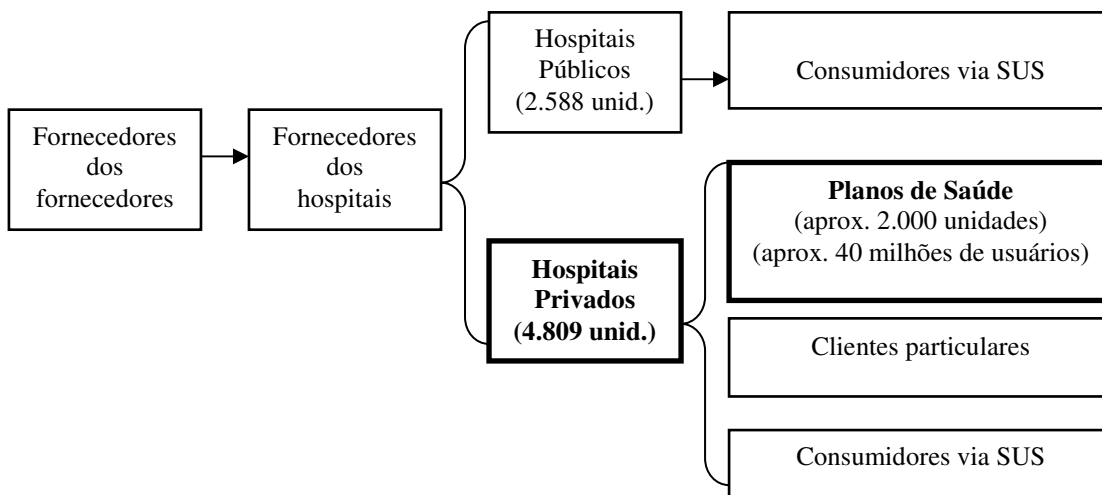 Fornecedores
dos
fornecedores
Fornecedores
dos
hospitais
Hospitais
Públicos
(2.588 unid.)
Consumidores via SUS
Hospitais
Privados
(4.809 unid.)
Planos de Saúde
(aprox. 2.000 unidades)
(aprox. 40 milhões de usuários)
Clientes particulares
Consumidores via SUS